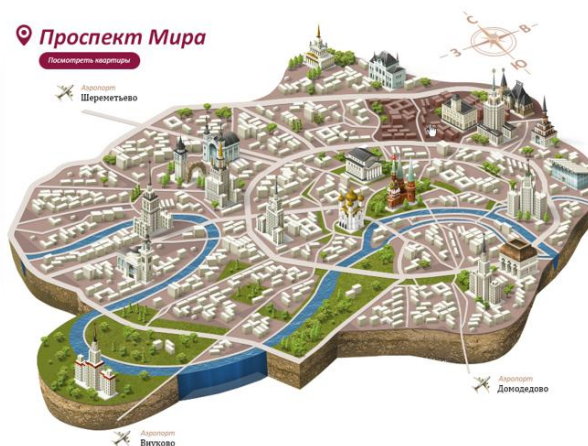 Проспект Мира
Посмотреть квартиры
С
В
З
Ю
Аэропорт
Шереметьево
Аэропорт
Домодедово
Аэропорт
Внуково